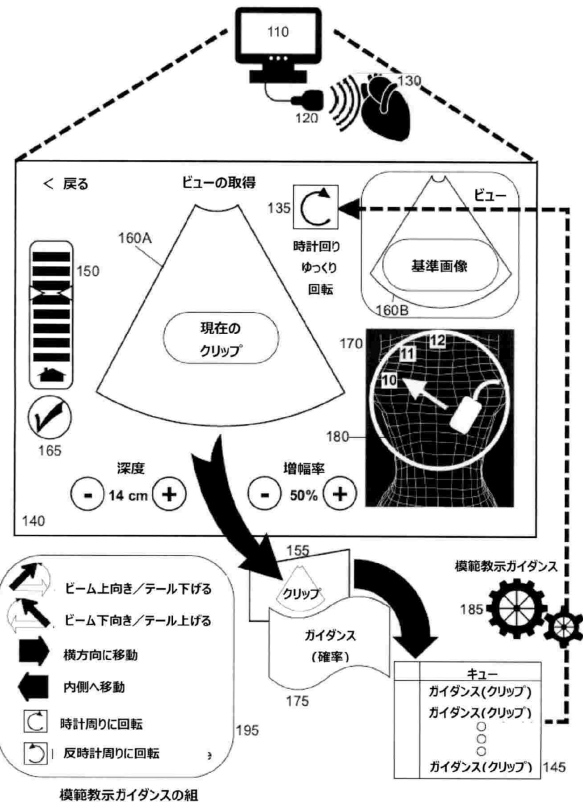 110
130
120
< 戻る
ビューの取得
135
ビュー
160A
150
時計回り
ゆっくり
回転
基準画像
160B
現在の
クリップ
170
12
11
10
165
180
深度
- 14 cm +
増幅率
- 50% +
140
155
クリップ
ガイダンス
(確率)
175
模範教示ガイダンス
185
キュー
ガイダンス(クリップ)
ガイダンス(クリップ)
ガイダンス(クリップ)
145
ビーム上向き/テール下げる
ビーム下向き/テール上げる
横方向に移動
内側へ移動
時計周りに回転
反時計周りに回転
195
模範教示ガイダンスの組